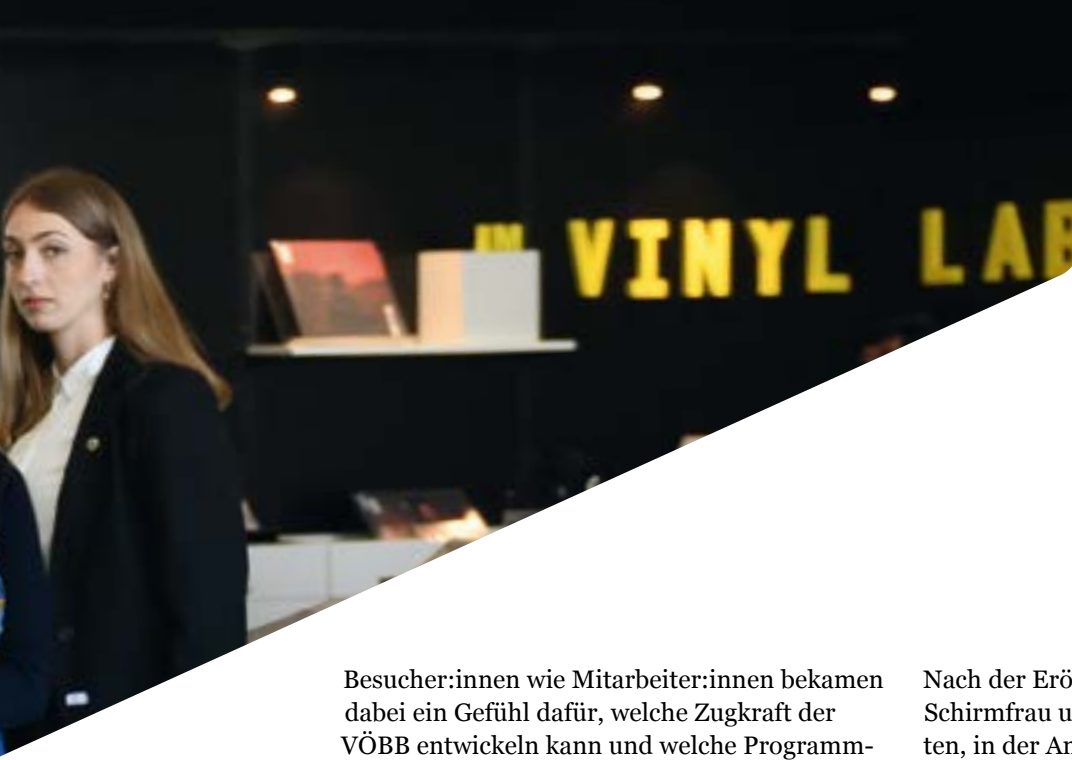 VINYL LAB
Besucher:innen wie Mitarbeiter:innen bekamen
dabei ein Gefühl dafür, welche Zugkraft der
VÖBB entwickeln kann und welche Programm-
Nach der Erö
Schirmfrau u
ten, in der An